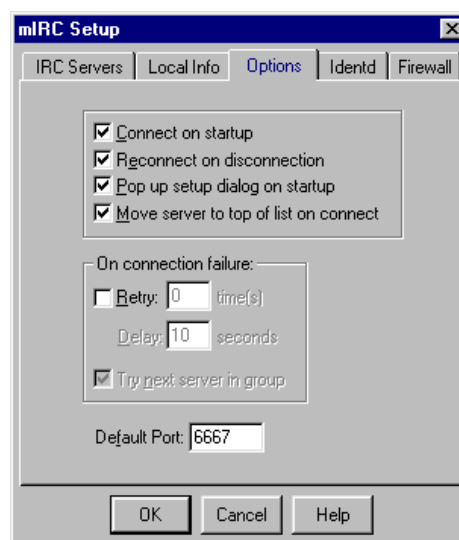 mIRC Setup
IRC Servers Local Info Options Identd Firewall
Connect on startup
Reconnect on disconnection
Pop up setup dialog on startup
Move server to top of list on connect
On connection failure:
Retry: 0 time(s)
Delay: 10 seconds
Try next server in group
Default Port: 6667
OK Cancel Help